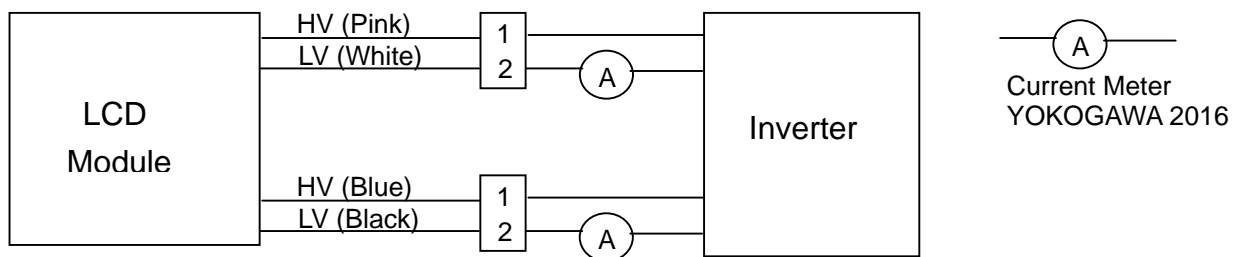 LCD
Module
HV (Pink)
LV (White)
1
2
A
HV (Blue)
LV (Black)
1
2
A
Inverter
A
Current Meter
YOKOGAWA 2016